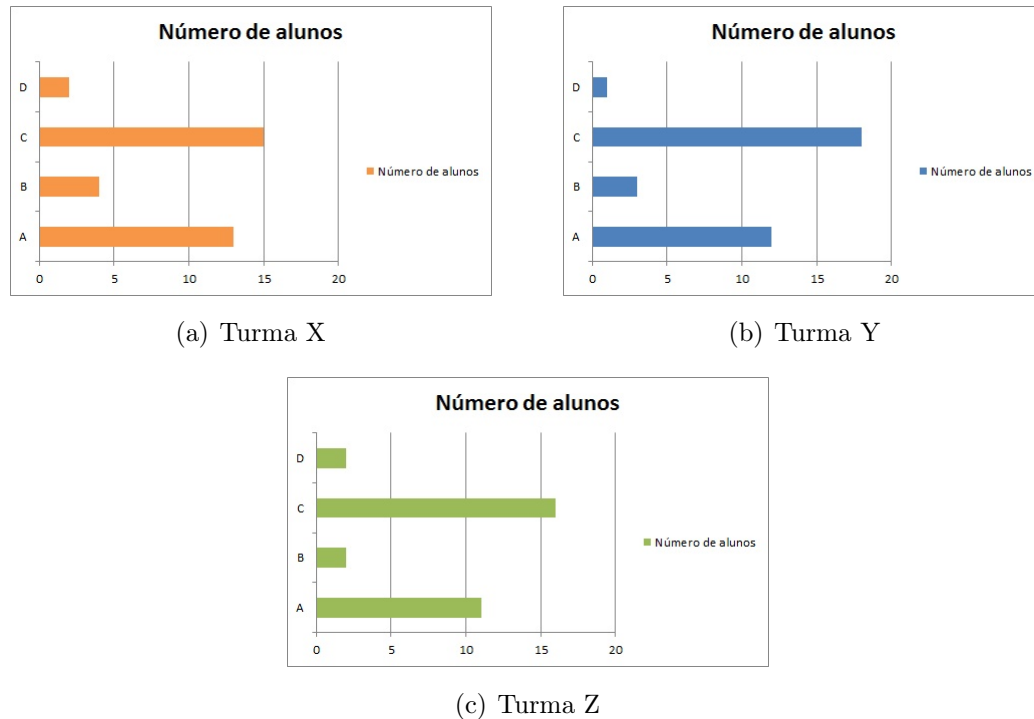 Número de alunos
D
C
B
A
0 5 10 15 20
Número de alunos
(a) Turma X
Número de alunos
D
C
B
A
0 5 10 15 20
Número de alunos
(b) Turma Y
Número de alunos
D
C
B
A
0 5 10 15 20
Número de alunos
(c) Turma Z